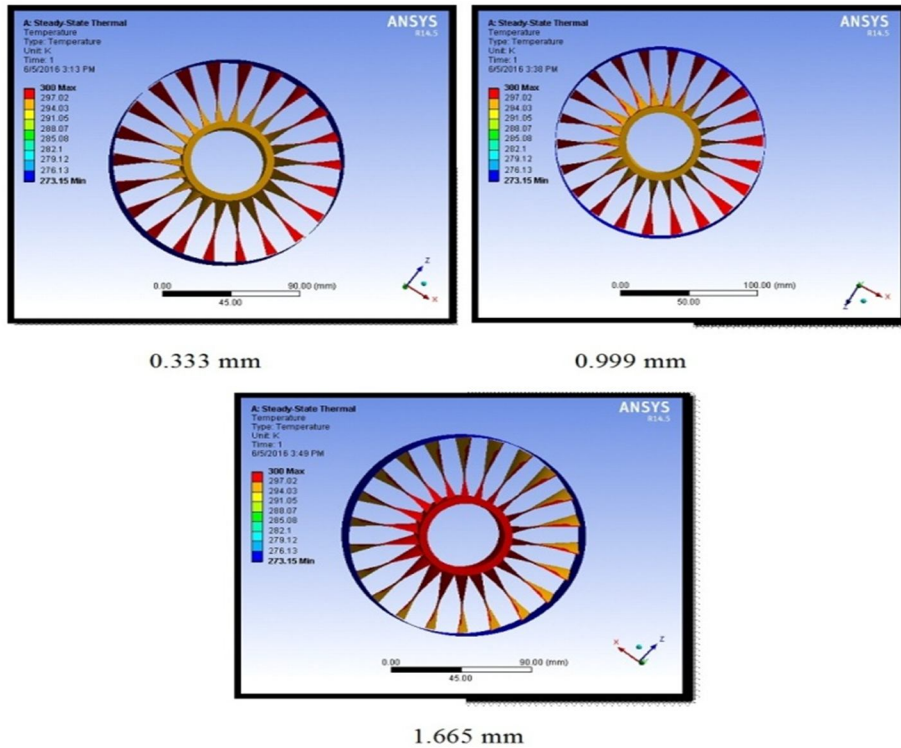 A: Steady-State Thermal
Temperature
Type: Temperature
Unit: K
Time: 1
6/5/2016 3:13 PM
ANSYS
R14.5
300 Max
297.02
294.03
291.05
288.07
285.08
282.1
279.12
276.13
273.15 Min
Z
X
0.00 90.00 (mm)
45.00
A: Steady-State Thermal
Temperature
Type: Temperature
Unit: K
Time: 1
6/5/2016 3:38 PM
ANSYS
R14.5
300 Max
297.02
294.03
291.05
288.07
285.08
282.1
279.12
276.13
273.15 Min
X
Z
0.00 100.00 (mm)
50.00
0.333 mm
0.999 mm
A: Steady-State Thermal
Temperature
Type: Temperature
Unit: K
Time: 1
6/5/2016 3:49 PM
ANSYS
R14.5
300 Max
297.02
294.03
291.05
288.07
285.08
282.1
279.12
276.13
273.15 Min
X Z
0.00 90.00 (mm)
45.00
1.665 mm